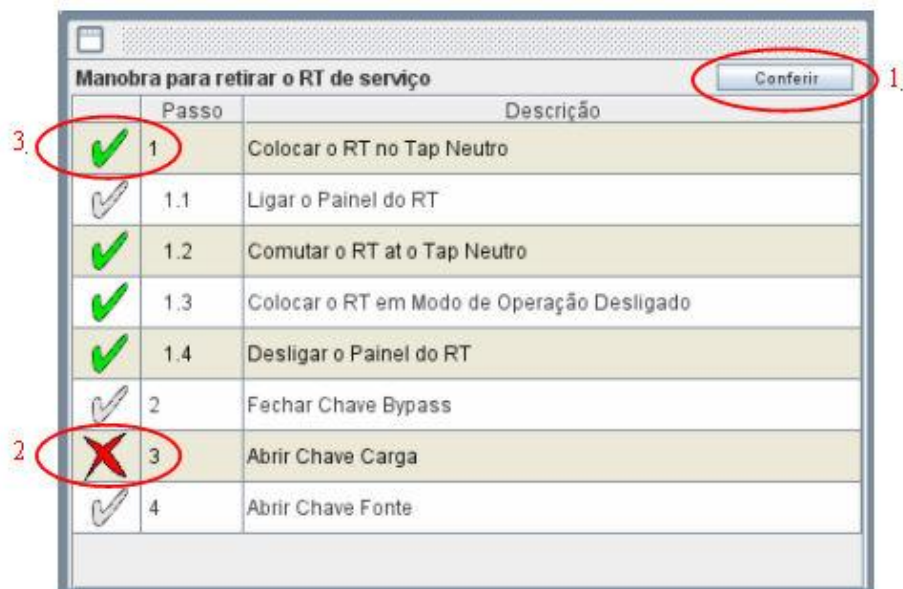 Manobra para retirar o RT de serviço Conferir 1.
Passo Descrição
3. 1 Colocar o RT no Tap Neutro
1.1 Ligar o Painel do RT
1.2 Comutar o RT at o Tap Neutro
1.3 Colocar o RT em Modo de Operação Desligado
1.4 Desligar o Painel do RT
2 Fechar Chave Bypass
2 3 Abrir Chave Carga
4 Abrir Chave Fonte